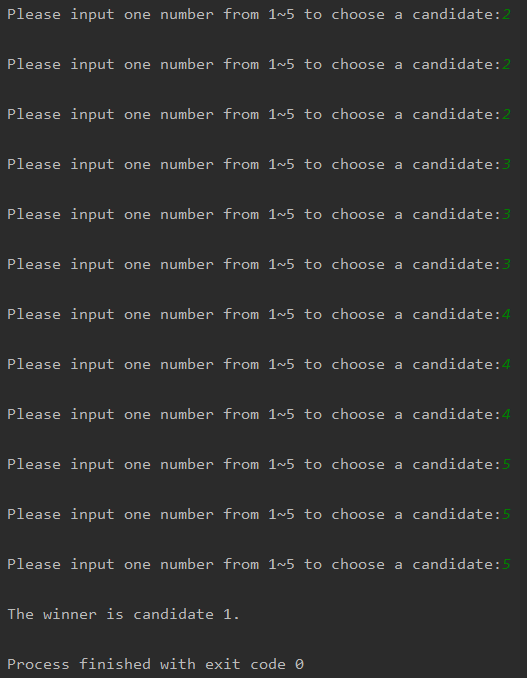 Please input one number from 1~5 to choose a candidate:2
Please input one number from 1~5 to choose a candidate:2
Please input one number from 1~5 to choose a candidate:2
Please input one number from 1~5 to choose a candidate:3
Please input one number from 1~5 to choose a candidate:3
Please input one number from 1~5 to choose a candidate:3
Please input one number from 1~5 to choose a candidate:4
Please input one number from 1~5 to choose a candidate:4
Please input one number from 1~5 to choose a candidate:4
Please input one number from 1~5 to choose a candidate:5
Please input one number from 1~5 to choose a candidate:5
Please input one number from 1~5 to choose a candidate:5
The winner is candidate 1.
Process finished with exit code 0